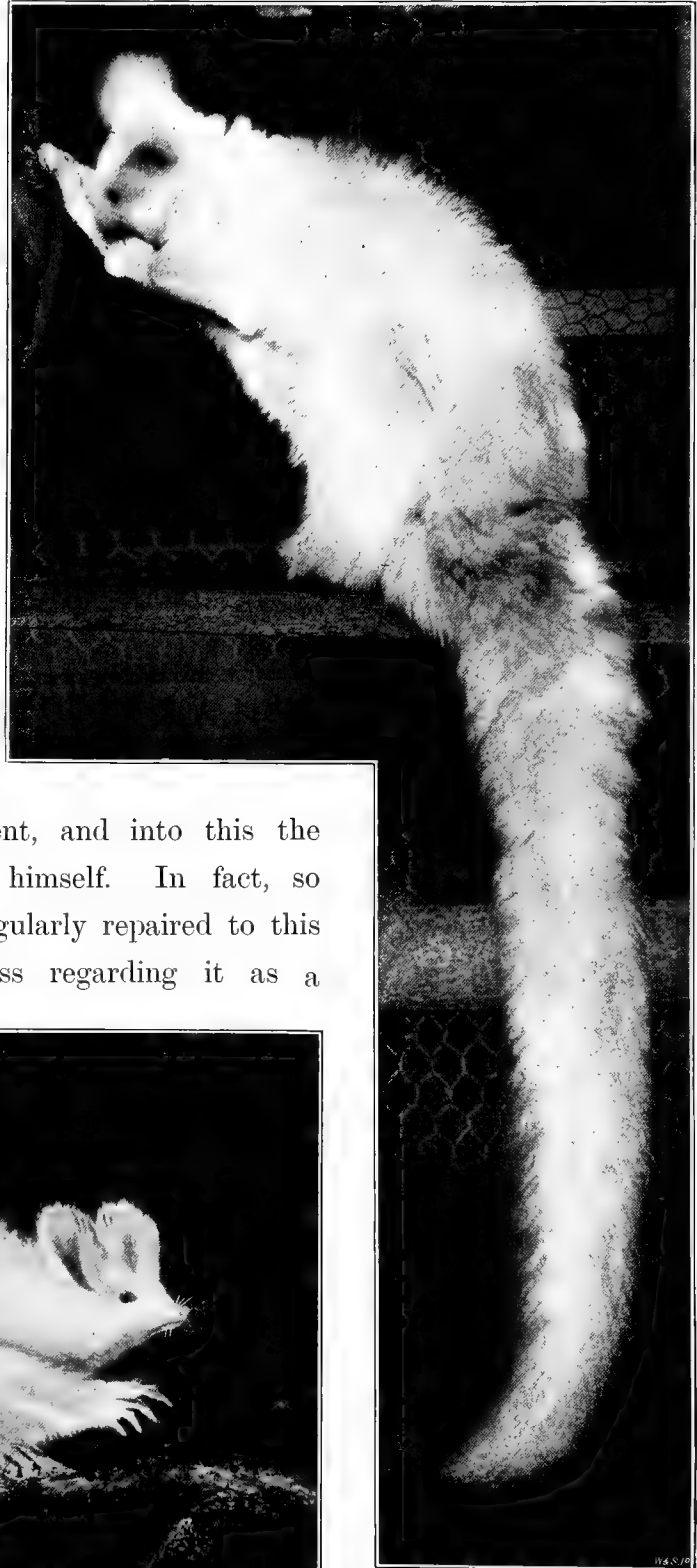 ent, and into this the
himself. In fact, so
gularly repaired to this
ss regarding it as a